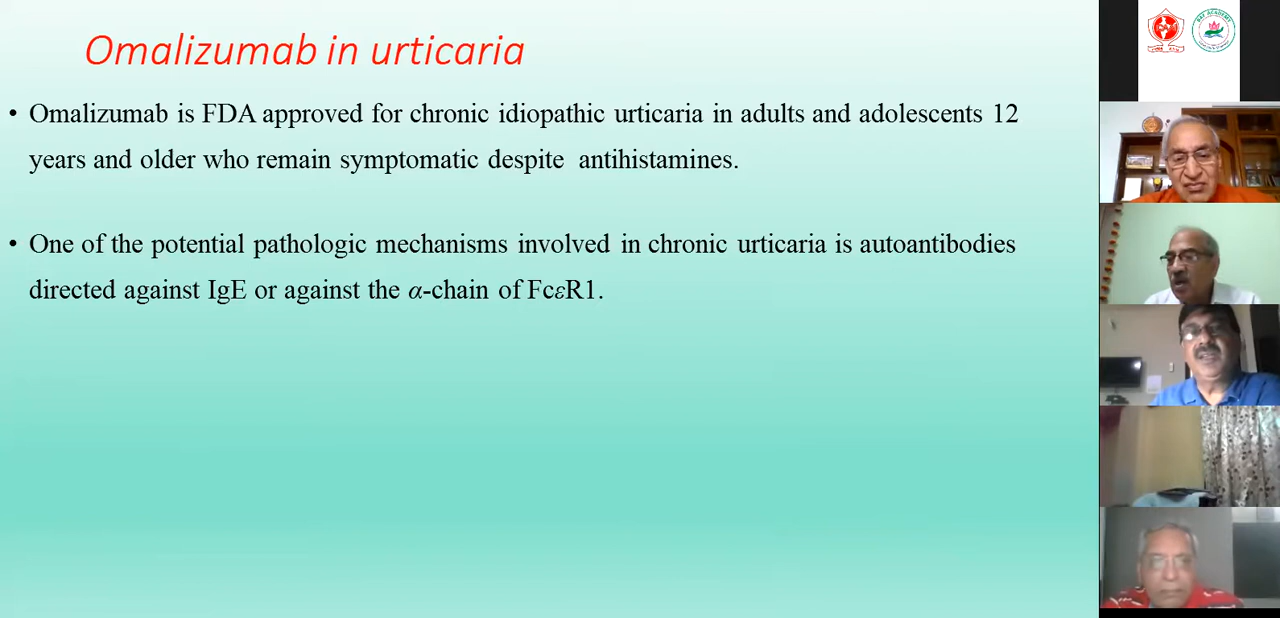 Omalizumab in urticaria
• Omalizumab is FDA approved for chronic idiopathic urticaria in adults and adolescents 12
years and older who remain symptomatic despite antihistamines.
• One of the potential pathologic mechanisms involved in chronic urticaria is autoantibodies
directed against IgE or against the α-chain of FcεR1.